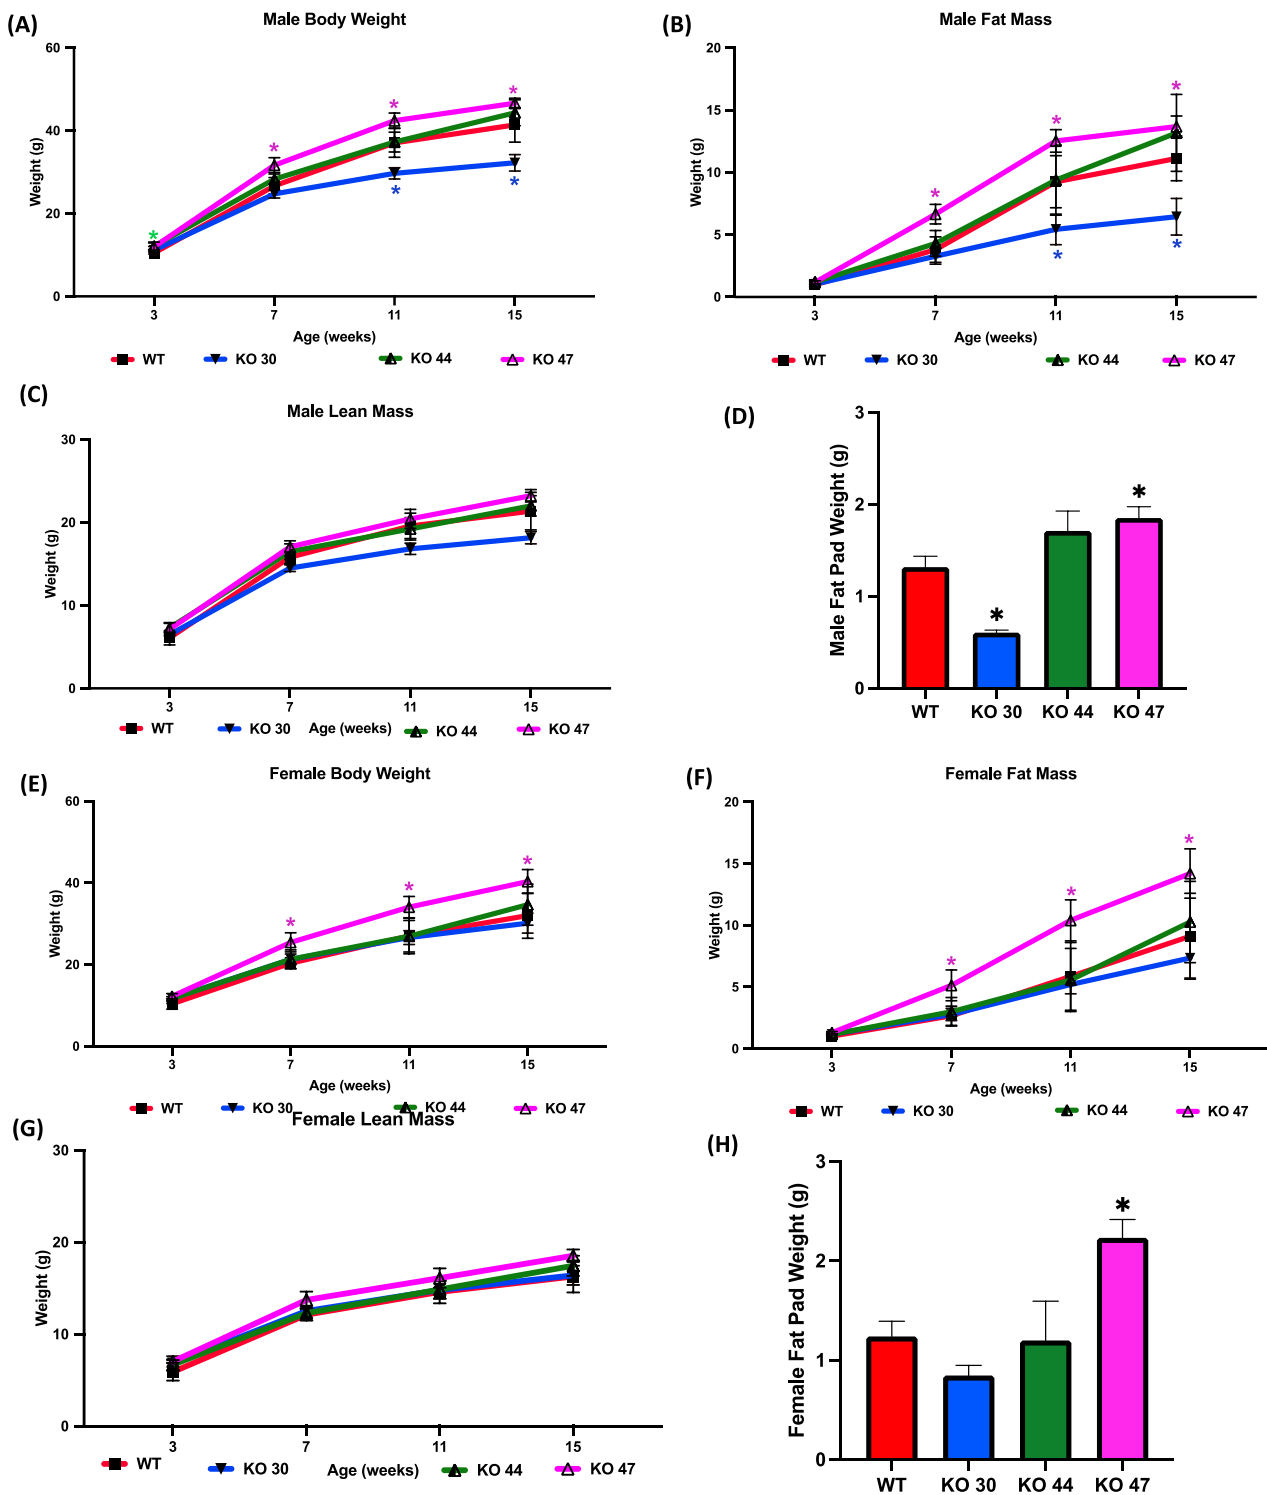 (A)
Male Body Weight
60
40
20
0
Weight (g)
*
*
*
*
*
*
3
7
11
15
Age (weeks)
WT
KO 30
KO 44
KO 47
(B)
Male Fat Mass
20
15
10
5
0
Weight (g)
*
*
*
*
*
3
7
11
15
Age (weeks)
WT
KO 30
KO 44
KO 47
(C)
Male Lean Mass
30
20
10
0
Weight (g)
3
7
11
15
WT
KO 30
Age (weeks)
KO 44
KO 47
(D)
3
2
1
0
Male Fat Pad Weight (g)
*
*
WT
KO 30
KO 44
KO 47
(E)
Female Body Weight
60
40
20
0
Weight (g)
*
*
*
3
7
11
15
Age (weeks)
WT
KO 30
KO 44
KO 47
(F)
Female Fat Mass
20
15
10
5
0
Weight (g)
*
*
*
3
7
11
15
Age (weeks)
WT
KO 30
KO 44
KO 47
(G)
Female Lean Mass
30
20
10
0
Weight (g)
3
7
11
15
WT
KO 30
Age (weeks)
KO 44
KO 47
(H)
3
2
1
0
Female Fat Pad Weight (g)
*
WT
KO 30
KO 44
KO 47